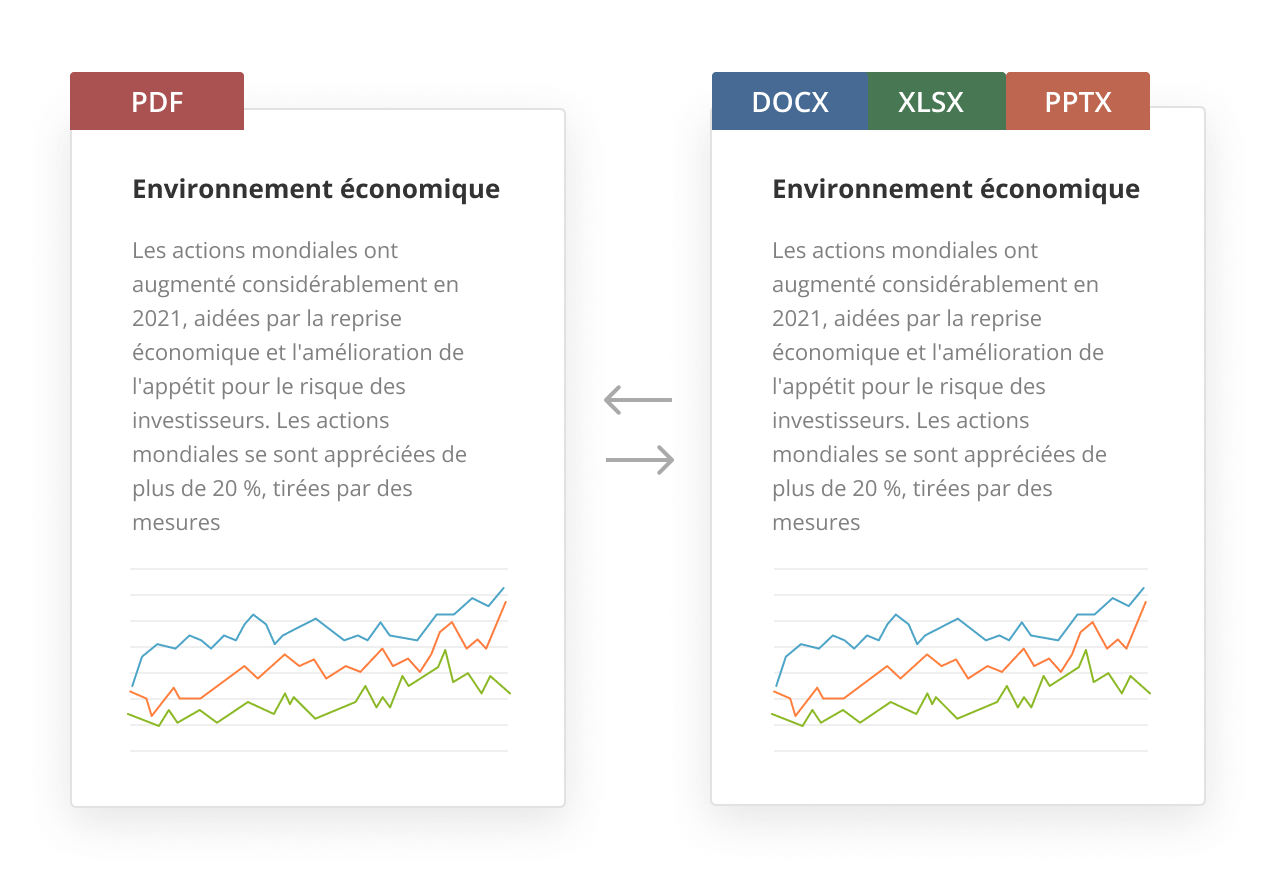 PDF
Environnement économique
Les actions mondiales ont
augmenté considérablement en
2021, aidées par la reprise
économique et l'amélioration de
l'appétit pour le risque des
investisseurs. Les actions
mondiales se sont appréciées de
plus de 20 %, tirées par des
mesures
DOCX XLSX PPTX
Environnement économique
Les actions mondiales ont
augmenté considérablement en
2021, aidées par la reprise
économique et l'amélioration de
l'appétit pour le risque des
investisseurs. Les actions
mondiales se sont appréciées de
plus de 20 %, tirées par des
mesures